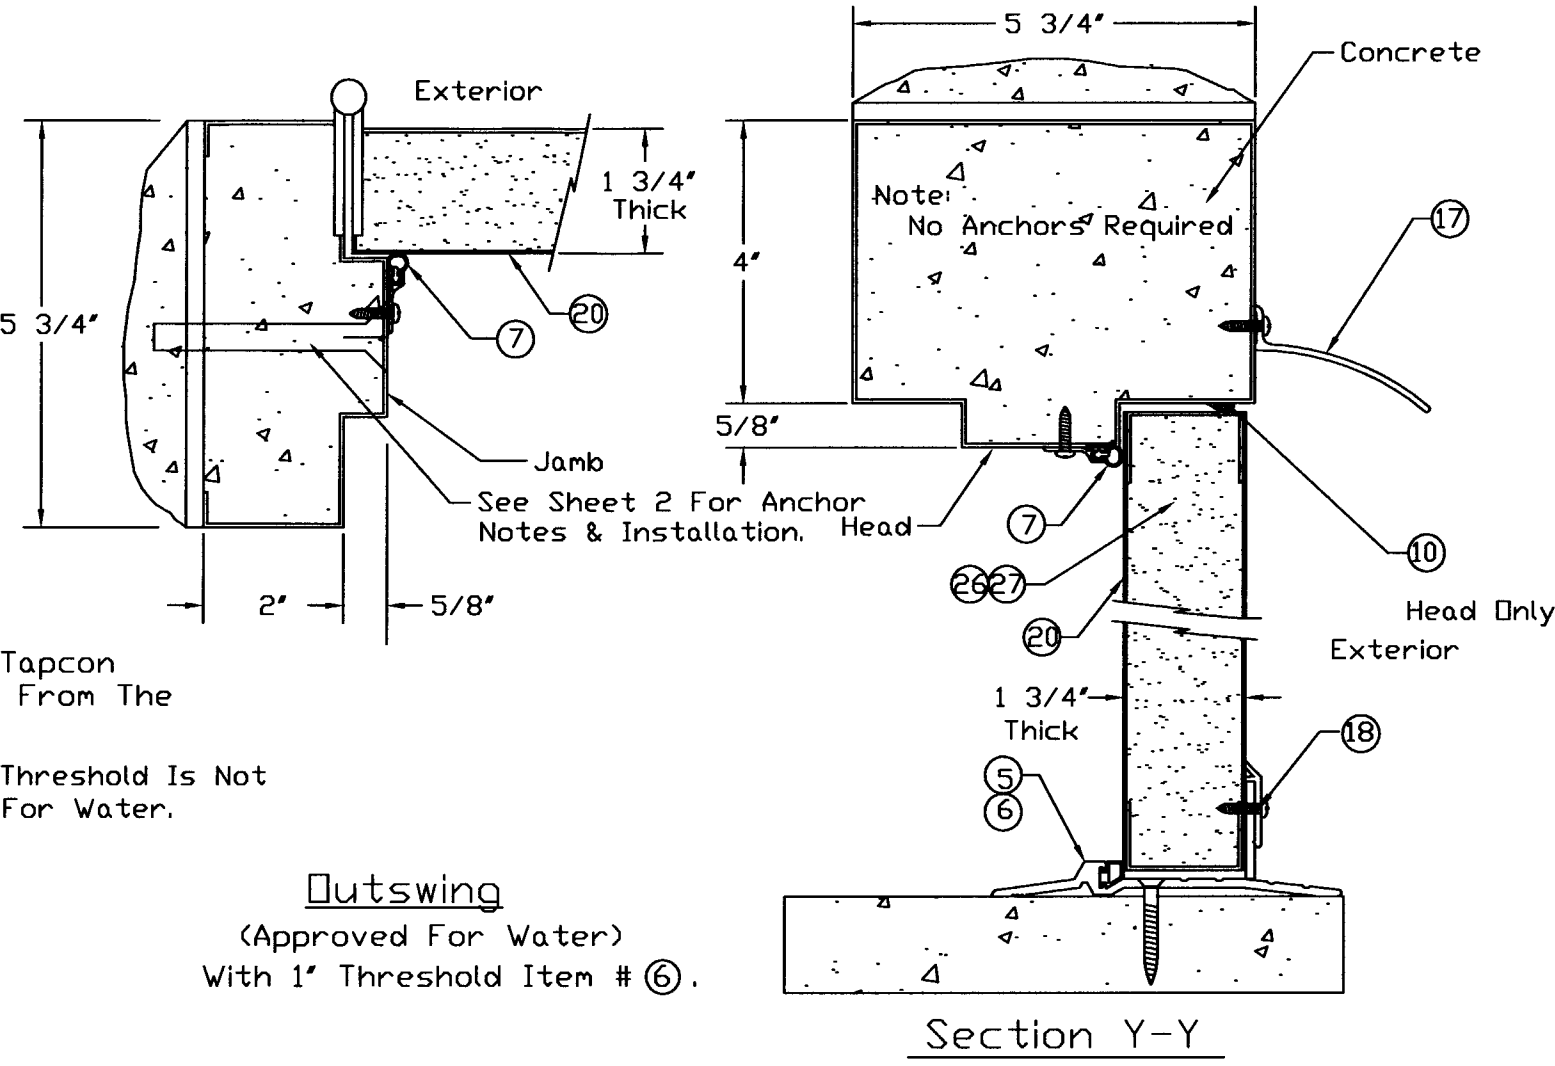 5 3/4"
Concrete
Exterior
1 3/4"
Thick
Note:
No Anchors Required
17
4"
5 3/4"
20
7
5/8"
Jamb
See Sheet 2 For Anchor
Notes & Installation.
Head
7
10
26 27
2"
5/8"
Head Only
20
Exterior
Tapcon
From The
1 3/4"
Thick
18
Threshold Is Not
For Water.
5
6
Outswing
(Approved For Water)
With 1" Threshold Item # 6.
Section Y-Y